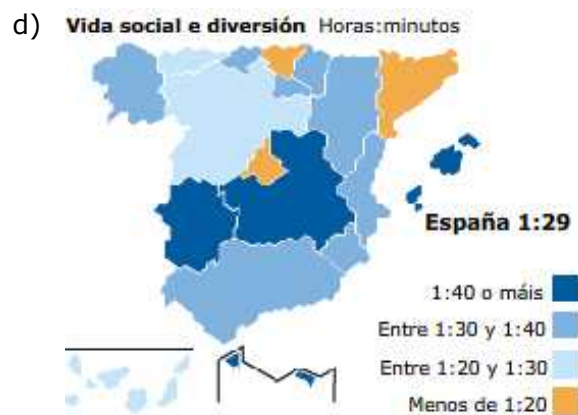 d) Vida social e diversión Horas:minutos
España 1:29
1:40 o máis
Entre 1:30 y 1:40
Entre 1:20 y 1:30
Menos de 1:20